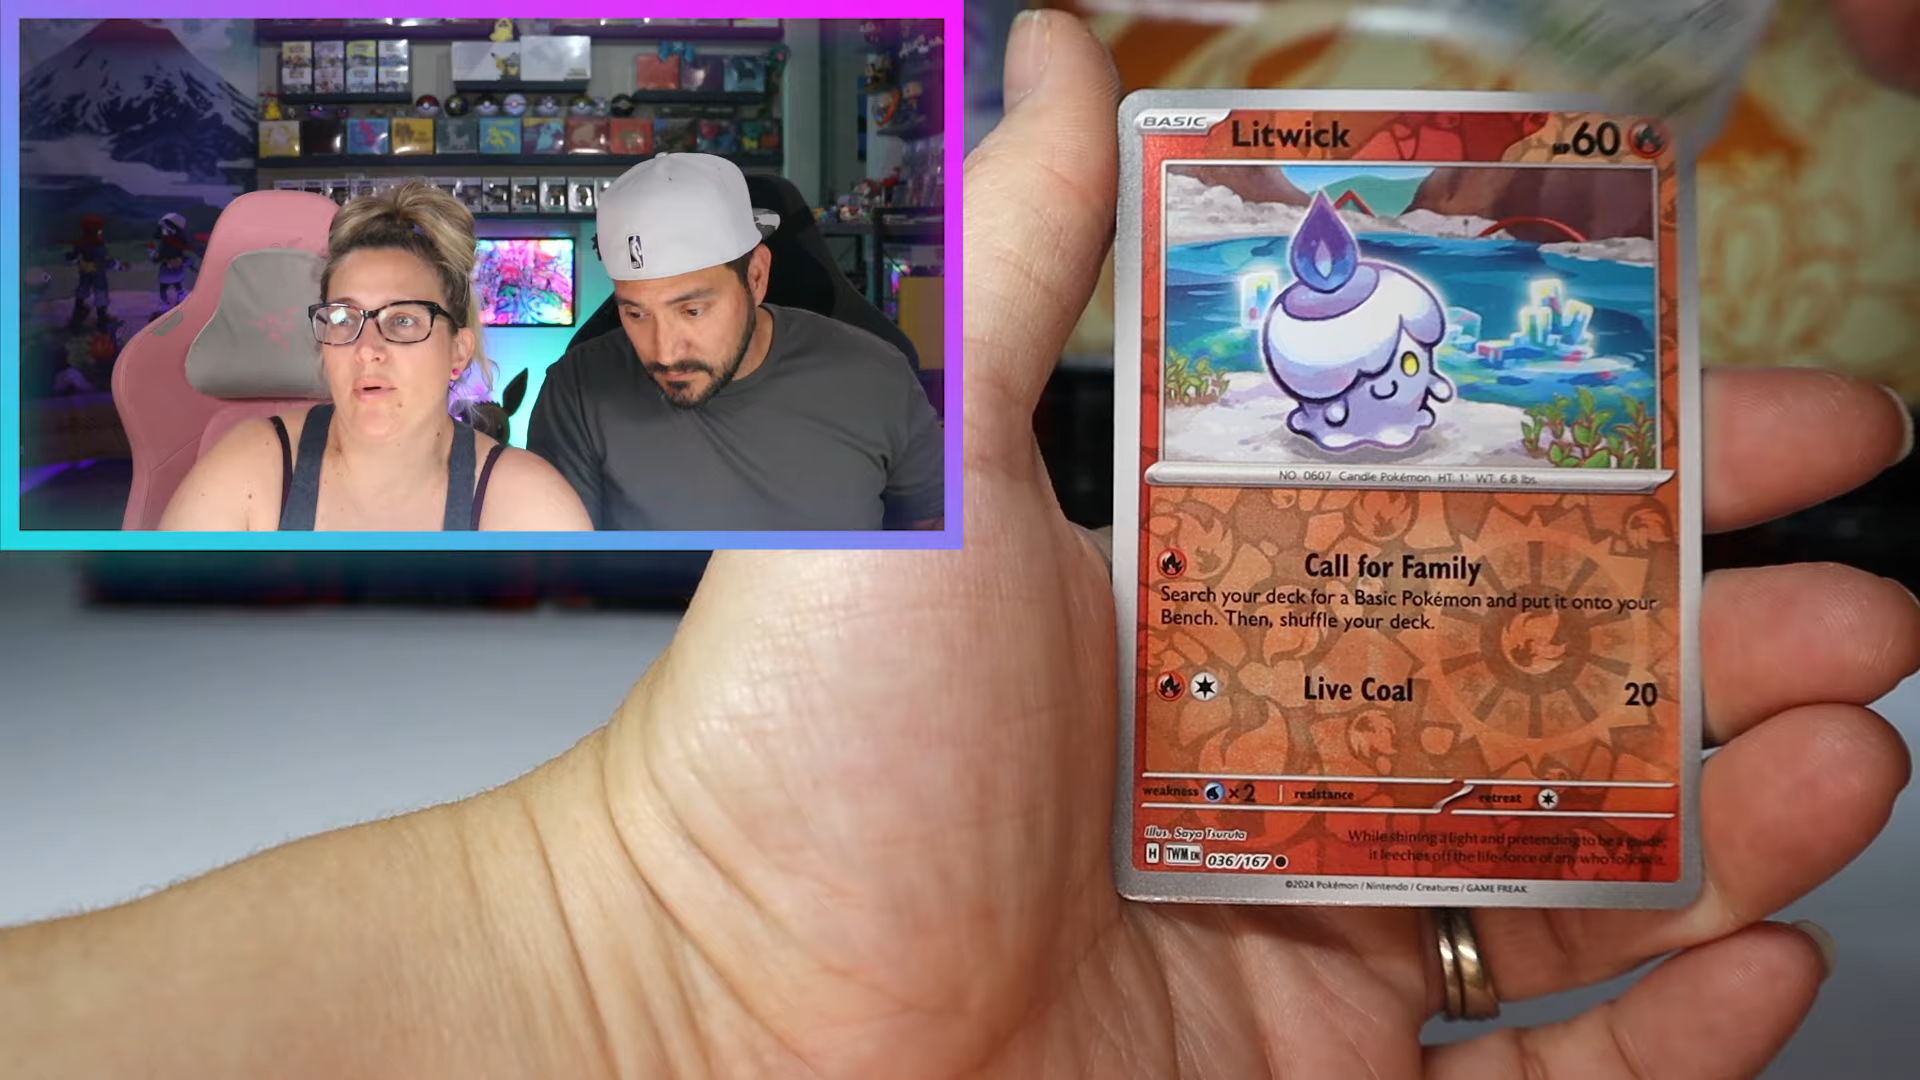 BASIC
Litwick
HP 60
NO. 0607 Candle Pokémon HT: 1' WT: 6.8 lbs.
Call for Family
Search your deck for a Basic Pokémon and put it onto your
Bench. Then, shuffle your deck.
Live Coal 20
weakness ×2 resistance retreat
Illus. Saya Tsuruta
While shining a light and pretending to be a guide,
it leeches off the life-force of any who follow it.
H TWM EN 036/167
©2024 Pokémon / Nintendo / Creatures / GAME FREAK